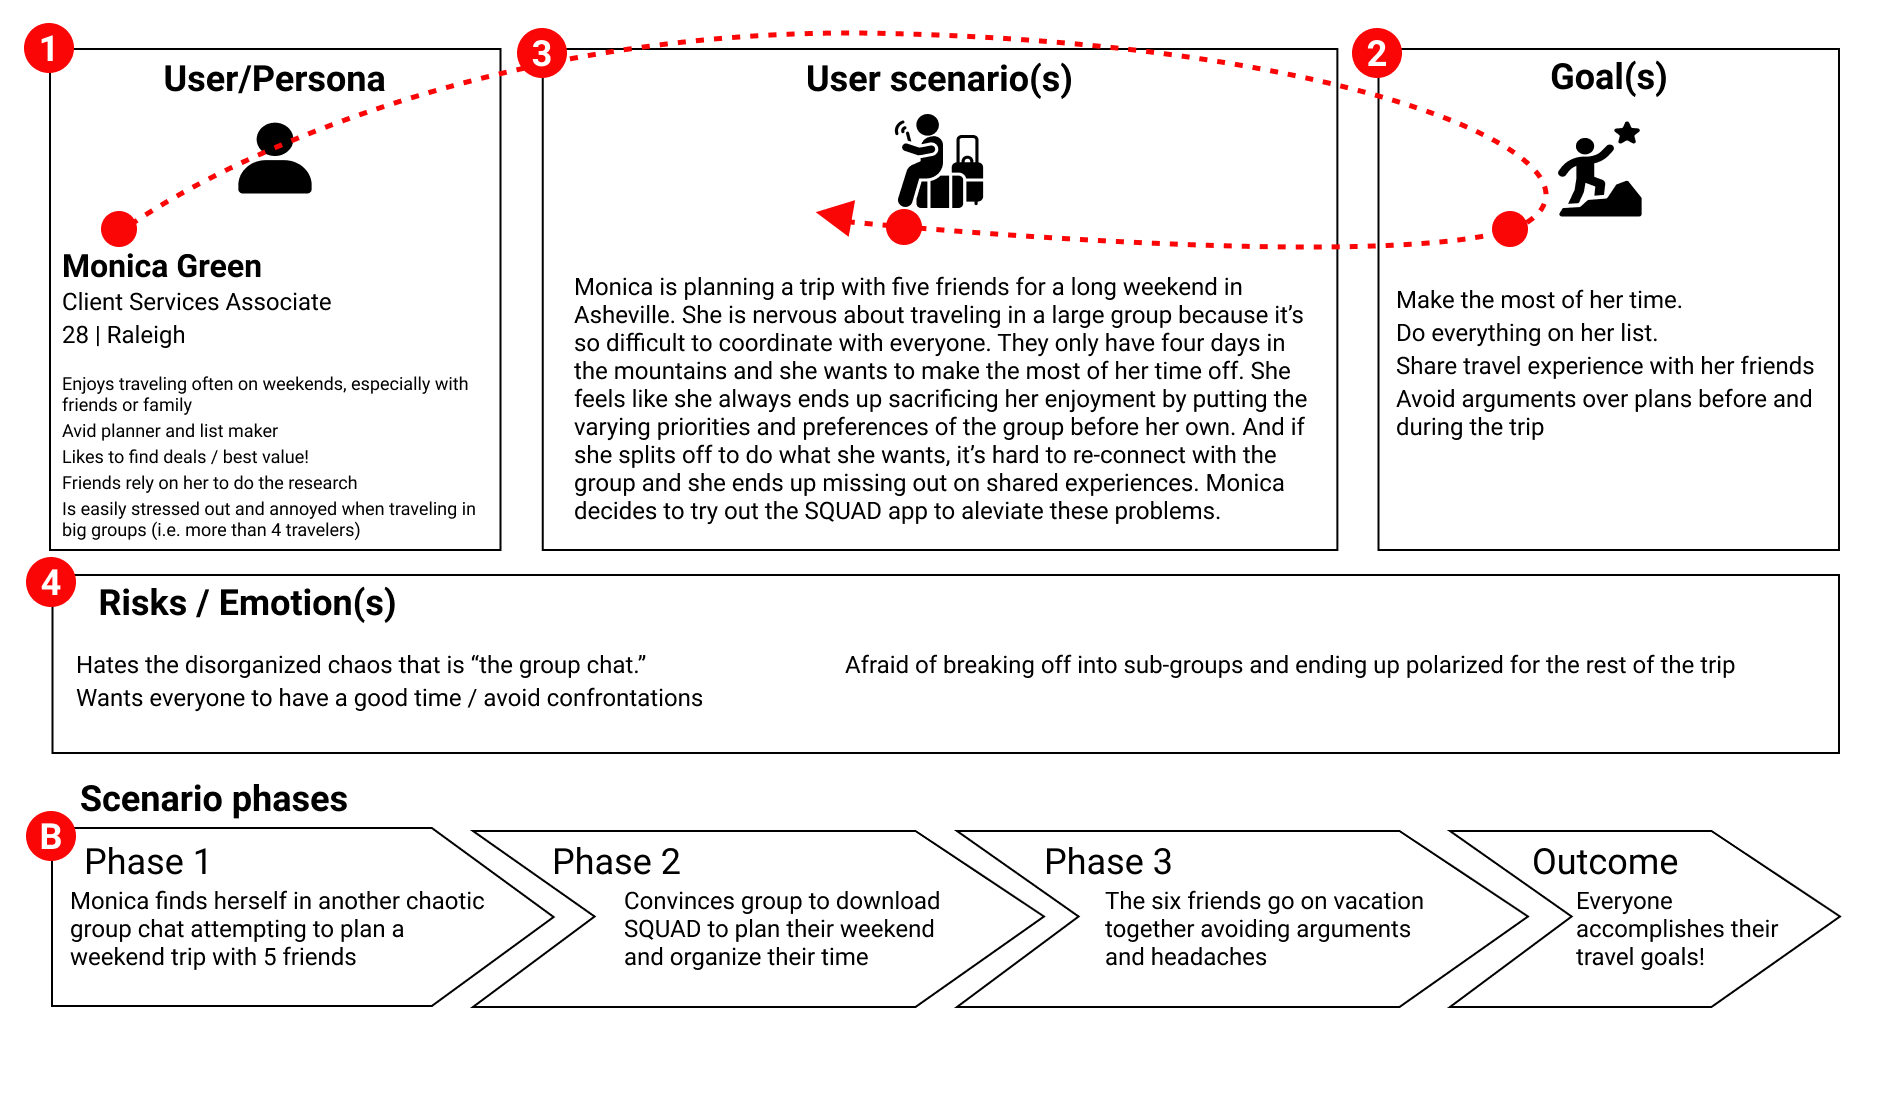 1
User/Persona
Monica Green
Client Services Associate
28 | Raleigh
Enjoys traveling often on weekends, especially with
friends or family
Avid planner and list maker
Likes to find deals / best value!
Friends rely on her to do the research
Is easily stressed out and annoyed when traveling in
big groups (i.e. more than 4 travelers)
3
User scenario(s)
Monica is planning a trip with five friends for a long weekend in
Asheville. She is nervous about traveling in a large group because it’s
so difficult to coordinate with everyone. They only have four days in
the mountains and she wants to make the most of her time off. She
feels like she always ends up sacrificing her enjoyment by putting the
varying priorities and preferences of the group before her own. And if
she splits off to do what she wants, it’s hard to re-connect with the
group and she ends up missing out on shared experiences. Monica
decides to try out the SQUAD app to aleviate these problems.
2
Goal(s)
Make the most of her time.
Do everything on her list.
Share travel experience with her friends
Avoid arguments over plans before and
during the trip
4
Risks / Emotion(s)
Hates the disorganized chaos that is “the group chat.”
Wants everyone to have a good time / avoid confrontations
Afraid of breaking off into sub-groups and ending up polarized for the rest of the trip
Scenario phases
B
Phase 1
Monica finds herself in another chaotic
group chat attempting to plan a
weekend trip with 5 friends
Phase 2
Convinces group to download
SQUAD to plan their weekend
and organize their time
Phase 3
The six friends go on vacation
together avoiding arguments
and headaches
Outcome
Everyone
accomplishes their
travel goals!